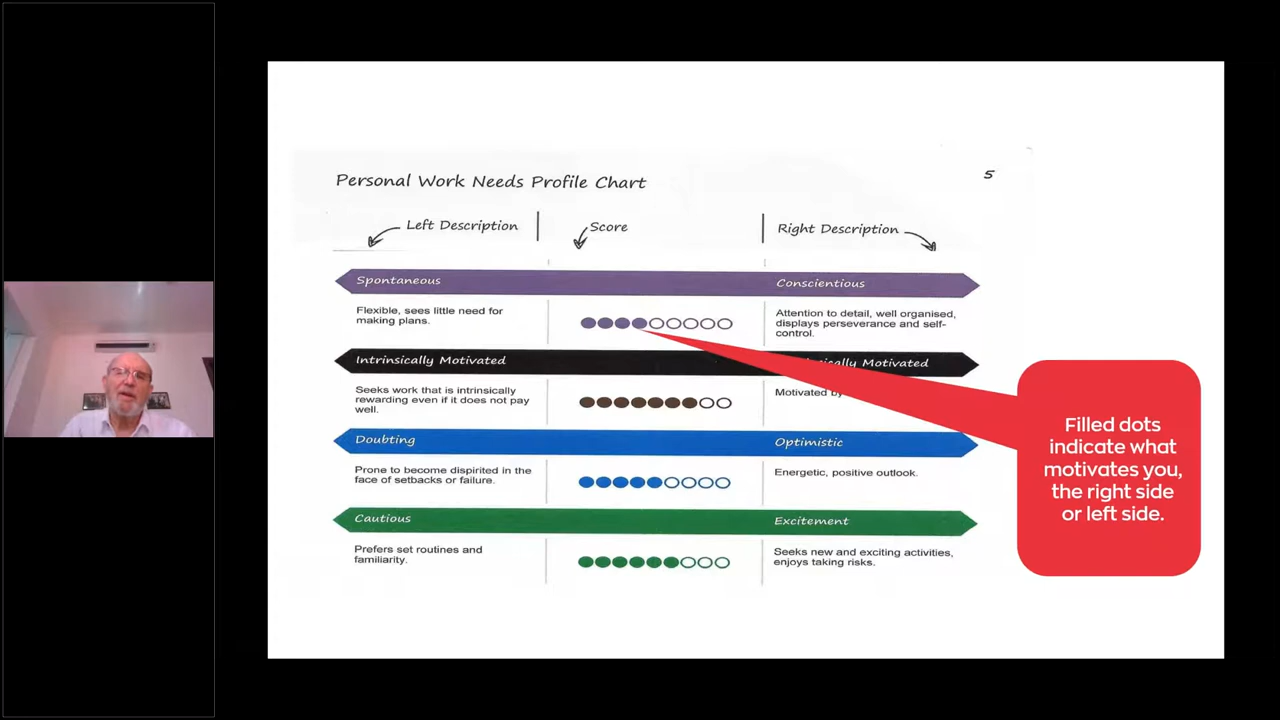 Personal Work Needs Profile Chart
5
Left Description
Score
Right Description
Spontaneous
Conscientious
Flexible, sees little need for
making plans.
Attention to detail, well organised,
displays perseverance and self-
control.
Intrinsically Motivated
Motivated
Seeks work that is intrinsically
rewarding even if it does not pay
well.
Motivated by
Doubting
Optimistic
Prone to become dispirited in the
face of setbacks or failure.
Energetic, positive outlook.
Cautious
Excitement
Prefers set routines and
familiarity.
Seeks new and exciting activities,
enjoys taking risks.
Filled dots
indicate what
motivates you,
the right side
or left side.